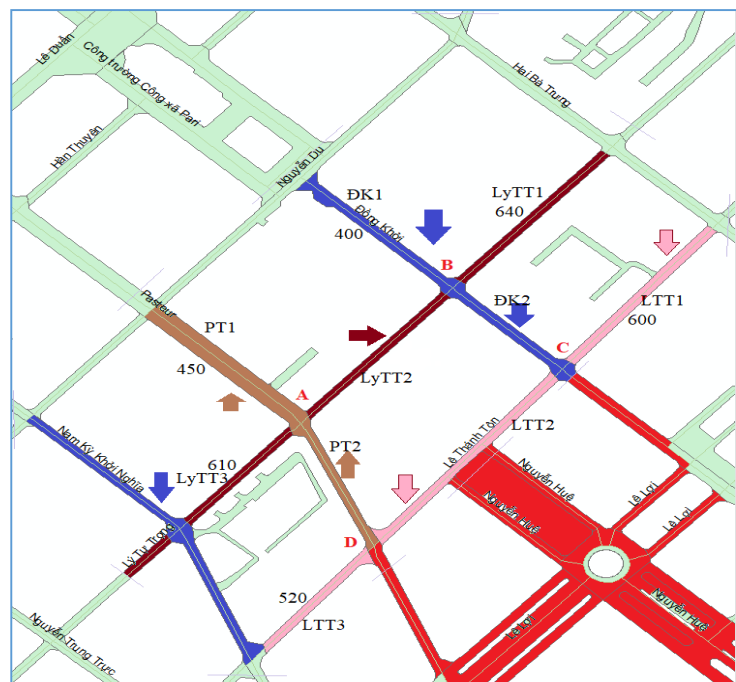 Lê Duẩn
Công trường Công xã Pari
Hai Bà Trưng
Hàn Thuyên
Nguyễn Du
ĐK1
LyTT1
Đồng Khởi
400
640
B
Pasteur
ĐK2
LTT1
600
PT1
450
LyTT2
A
LTT2
Nam Kỳ Khởi Nghĩa
610
PT2
Lê Thánh Tôn
LyTT3
Nguyễn Huệ
Nguyễn Huệ
Lê Lợi
Lê Lợi
D
Lý Tự Trọng
C
520
LTT3
Nguyễn Trung Trực
Lê Lợi
Nguyễn Huệ